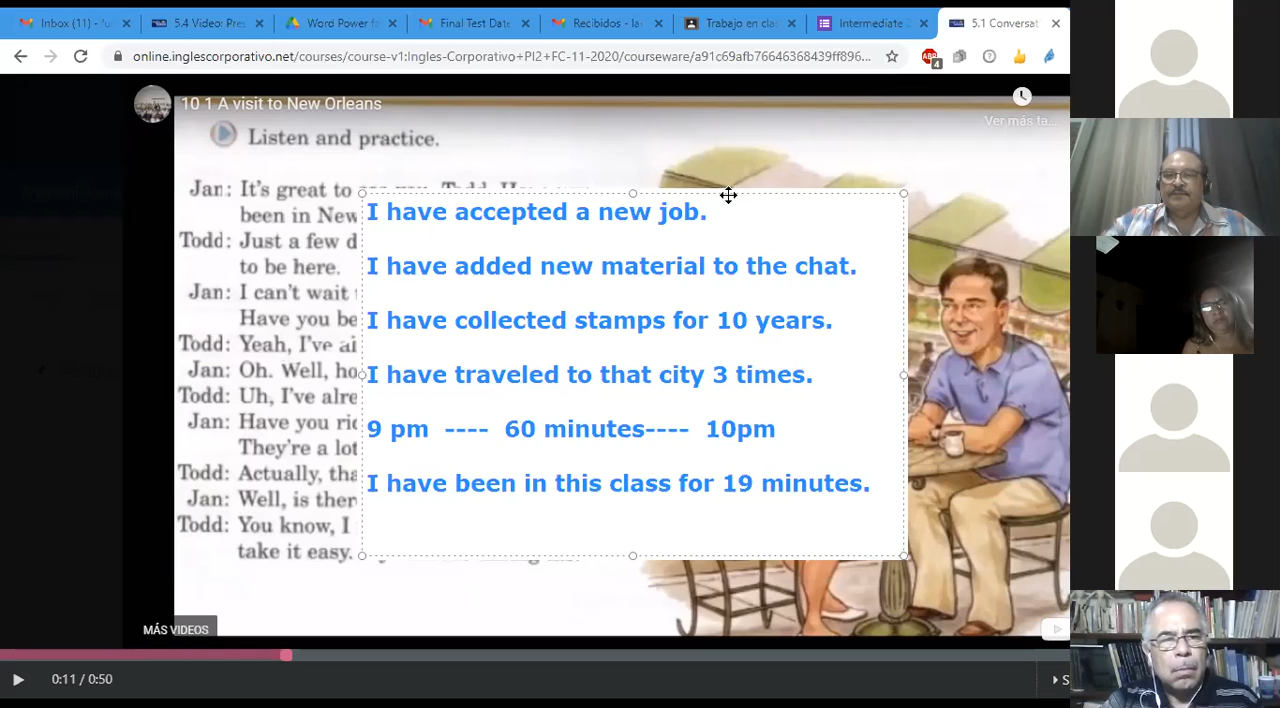 Inbox (11) - "u
5.4 Video: Pres
Word Power fa
Final Test Date
Recibidos - la
Trabajo en cla
Intermediate
5.1 Conversat
online.inglescorporativo.net/courses/course-v1:Ingles-Corporativo+PI2+FC-11-2020/courseware/a91c69afb76646368439ff896...
4
10 1 A visit to New Orleans
Ver más ta...
Listen and practice.
Jan: It's great to see you, Todd.
been in New
Todd: Just a few d
to be here.
Jan: I can't wait
Have you be
Todd: Yeah, I've al
Jan: Oh. Well, ho
Todd: Uh, I've alre
Jan: Have you rid
They're a lot
Todd: Actually, tha
Jan: Well, is ther
Todd: You know, I
take it easy.
I have accepted a new job.
I have added new material to the chat.
I have collected stamps for 10 years.
I have traveled to that city 3 times.
9 pm ---- 60 minutes---- 10pm
I have been in this class for 19 minutes.
MÁS VIDEOS
0:11 / 0:50
S